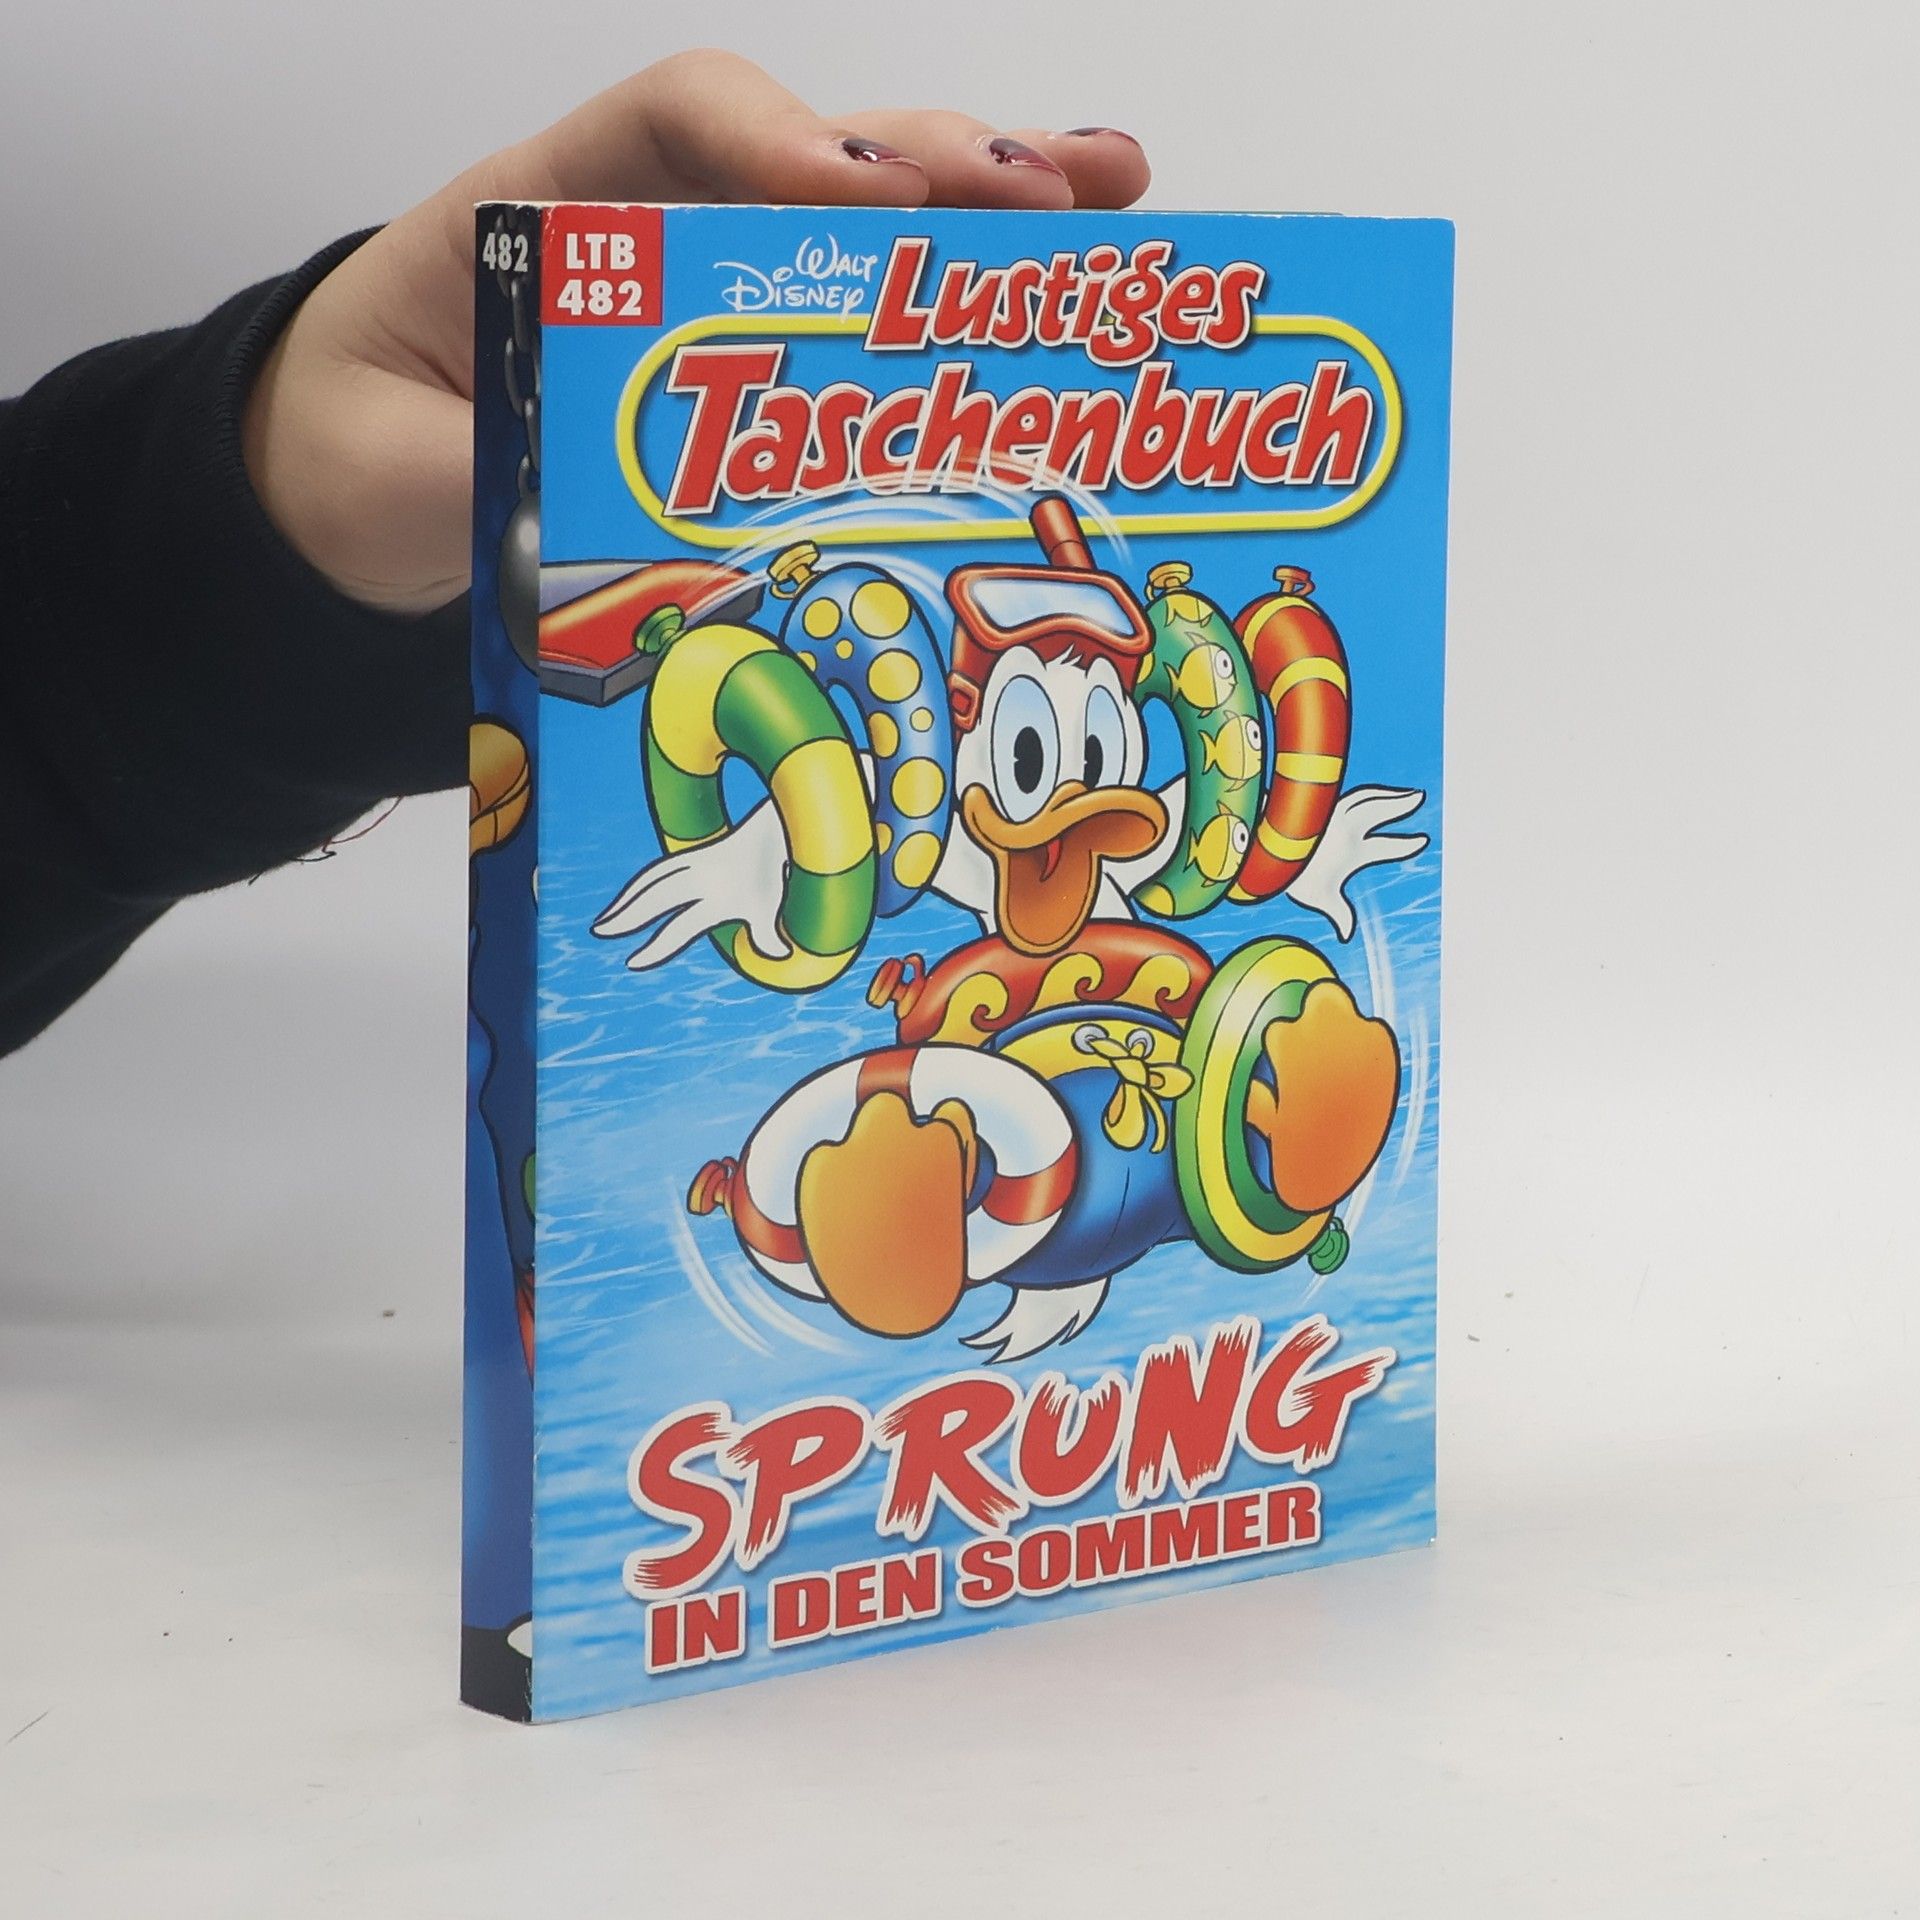 482
LTB
482
Walt Disney
Lustiges
Taschenbuch
SPRUNG
IN DEN SOMMER